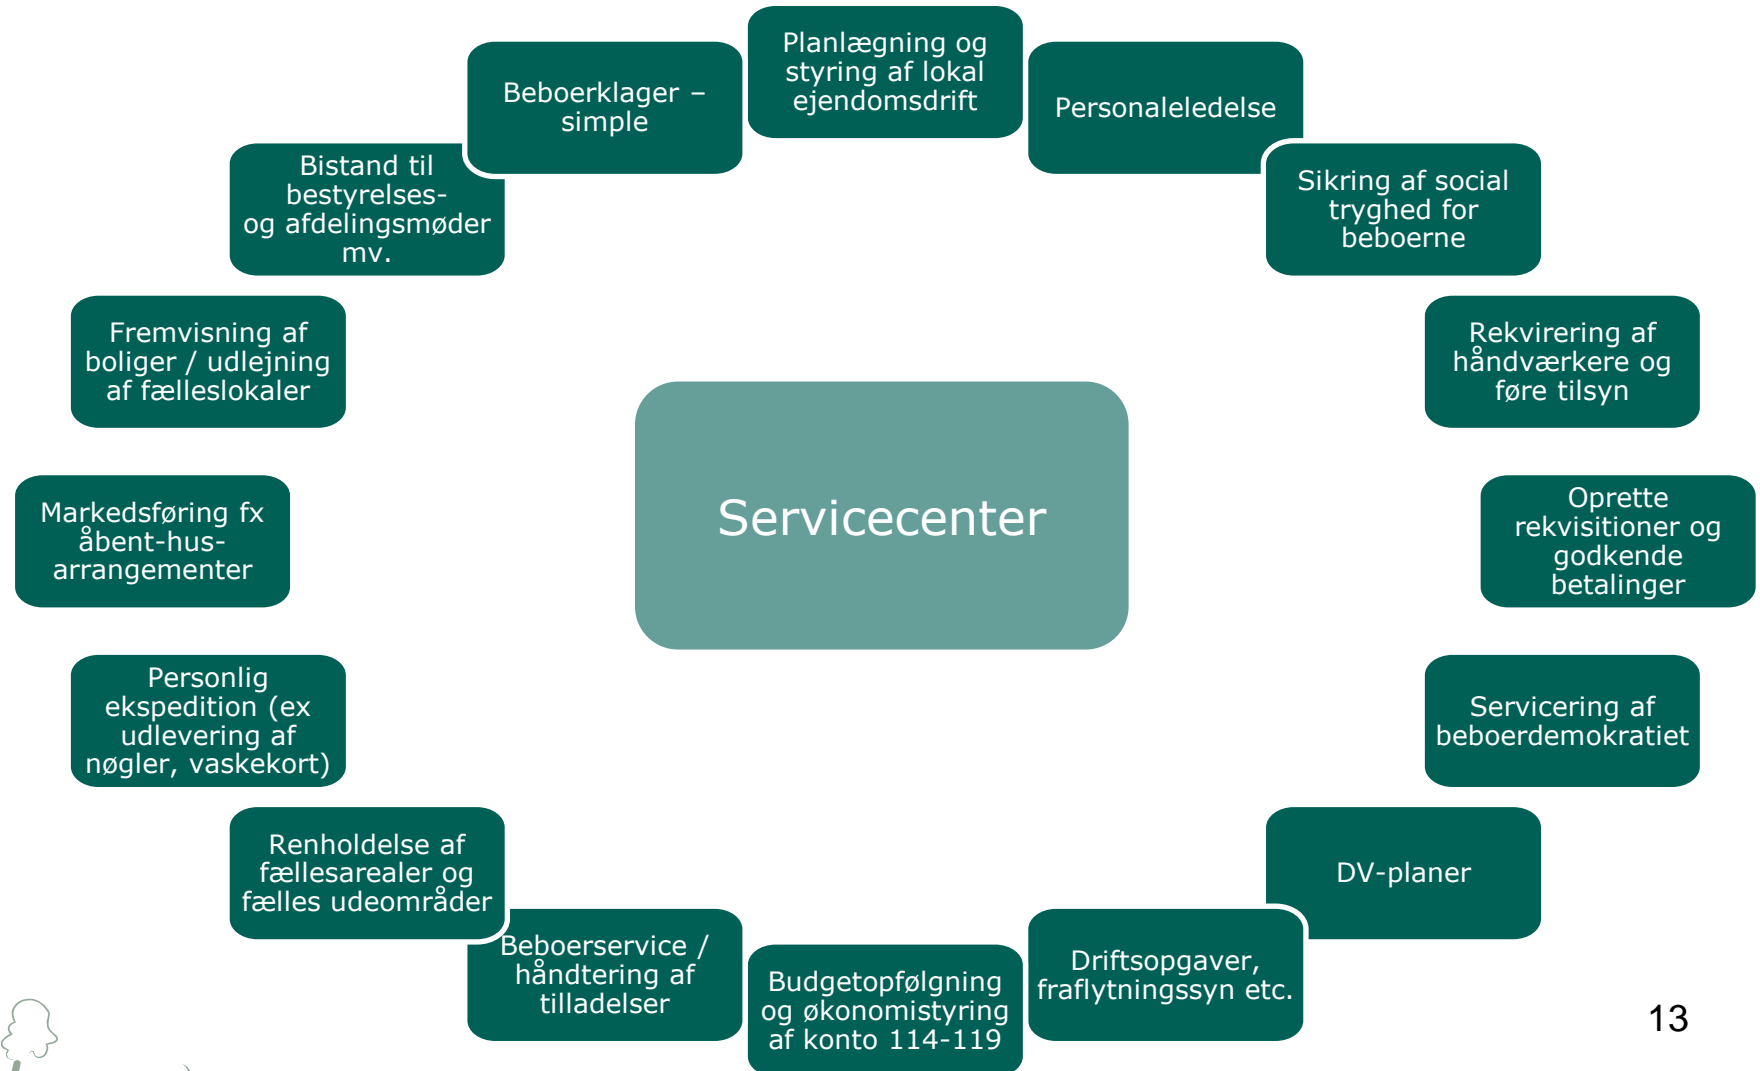 Planlægning og
styring af lokal
ejendomsdrift
Personaleledelse
Sikring af social
tryghed for
beboerne
Rekvirering af
håndværkere og
føre tilsyn
Oprette
rekvisitioner og
godkende
betalinger
Servicering af
beboerdemokratiet
DV-planer
Driftsopgaver,
fraflytningssyn etc.
Budgetopfølgning
og økonomistyring
af konto 114-119
Beboerservice /
håndtering af
tilladelser
Renholdelse af
fællesarealer og
fælles udeområder
Personlig
ekspedition (ex
udlevering af
nøgler, vaskekort)
Markedsføring fx
åbent-hus-
arrangementer
Fremvisning af
boliger / udlejning
af fælleslokaler
Bistand til
bestyrelses-
og afdelingsmøder
mv.
Beboerklager –
simple
Servicecenter
13